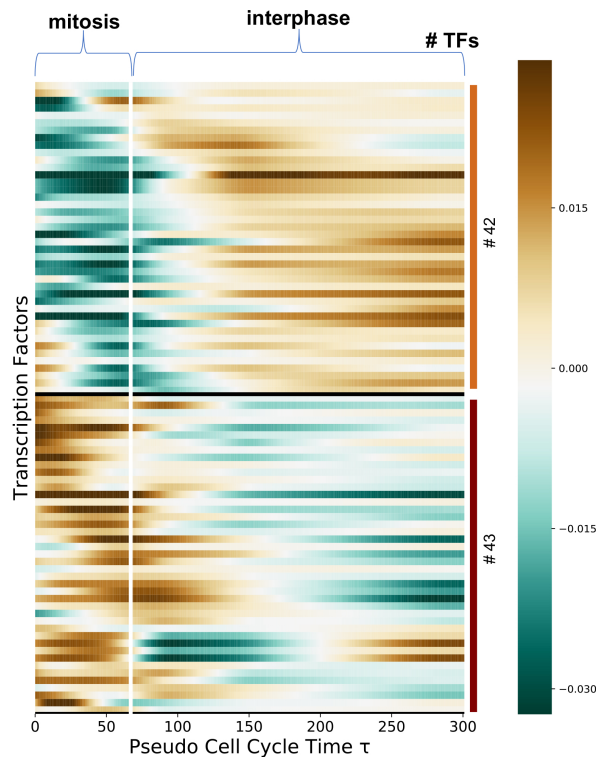 mitosis
interphase
# TFs
Transcription Factors
# 42
# 43
0.015
0.000
−0.015
−0.030
0 50 100 150 200 250 300
Pseudo Cell Cycle Time τ